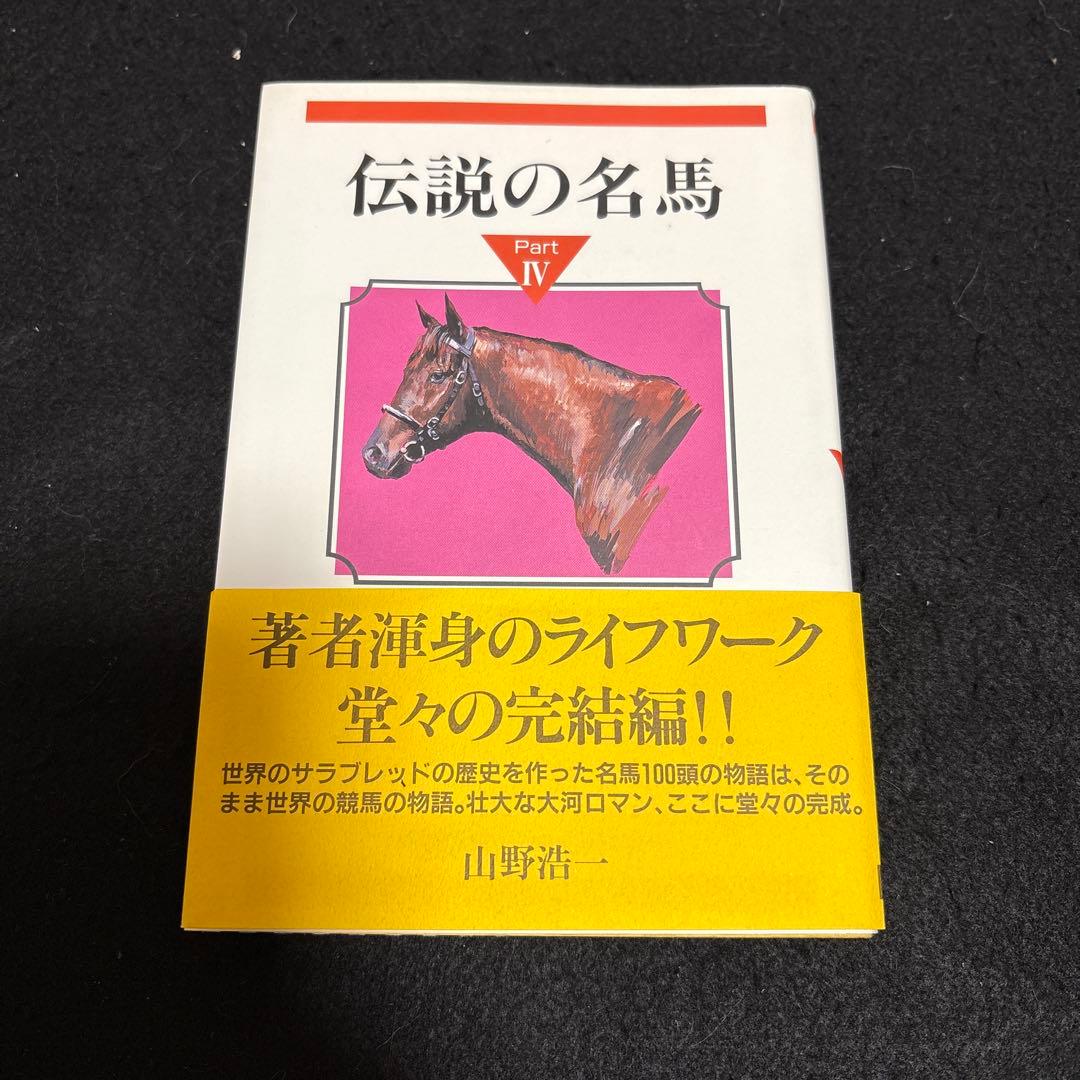 伝説の名馬
Part
IV
著者渾身のライフワーク
堂々の完結編!!
世界のサラブレッドの歴史を作った名馬100頭の物語は、その
まま世界の競馬の物語。壮大な大河ロマン、ここに堂々の完成。
山野浩一